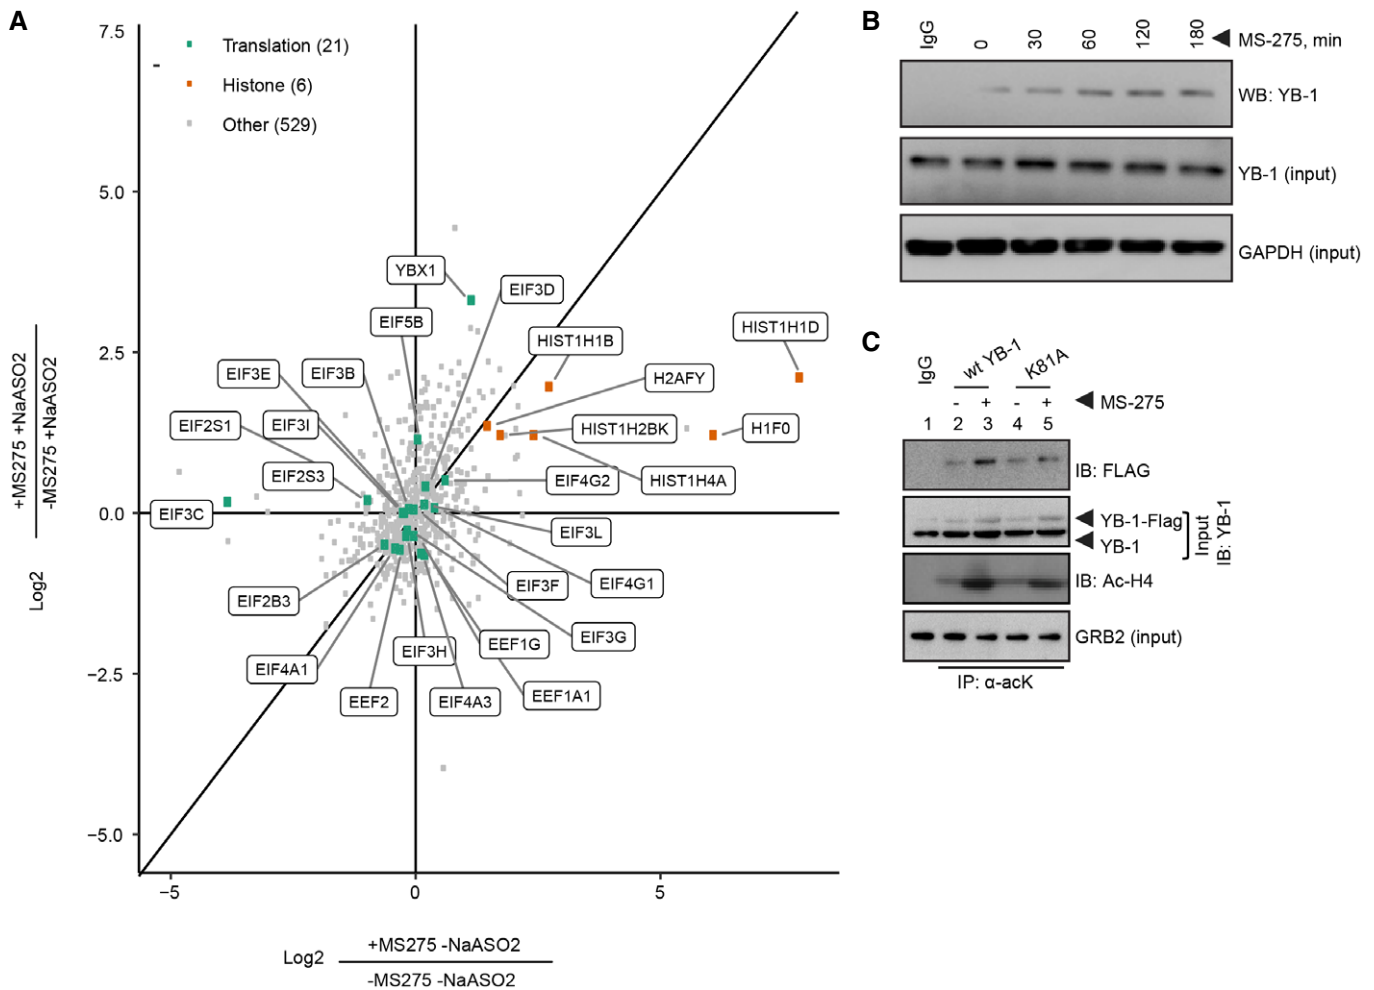 A
7.5
5.0
2.5
0.0
−2.5
−5.0
−5
0
5
Translation (21)
Histone (6)
Other (529)
-
YBX1
EIF3D
EIF5B
HIST1H1B
HIST1H1D
EIF3E
EIF3B
H2AFY
EIF2S1
EIF3I
HIST1H2BK
H1F0
EIF2S3
EIF4G2
HIST1H4A
EIF3C
EIF3L
EIF2B3
EIF3F
EIF4G1
EIF3G
EIF4A1
EIF3H
EEF1G
EEF2
EIF4A3
EEF1A1
Log2
+MS275 +NaASO2
-MS275 +NaASO2
Log2
+MS275 -NaASO2
-MS275 -NaASO2
B
IgG 0 30 60 120 180 MS-275, min
WB: YB-1
YB-1 (input)
GAPDH (input)
C
IgG wt YB-1 K81A
- + - + MS-275
1 2 3 4 5
IB: FLAG
YB-1-Flag
YB-1
Input
IB: YB-1
IB: Ac-H4
GRB2 (input)
IP: α-acK